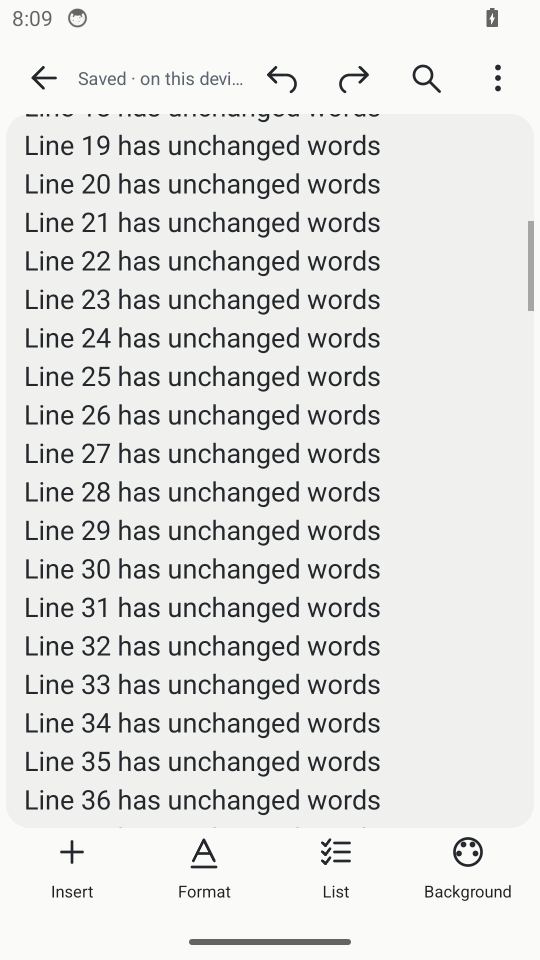 8:09
Saved · on this devi...
Line 19 has unchanged words
Line 20 has unchanged words
Line 21 has unchanged words
Line 22 has unchanged words
Line 23 has unchanged words
Line 24 has unchanged words
Line 25 has unchanged words
Line 26 has unchanged words
Line 27 has unchanged words
Line 28 has unchanged words
Line 29 has unchanged words
Line 30 has unchanged words
Line 31 has unchanged words
Line 32 has unchanged words
Line 33 has unchanged words
Line 34 has unchanged words
Line 35 has unchanged words
Line 36 has unchanged words
Insert Format List Background